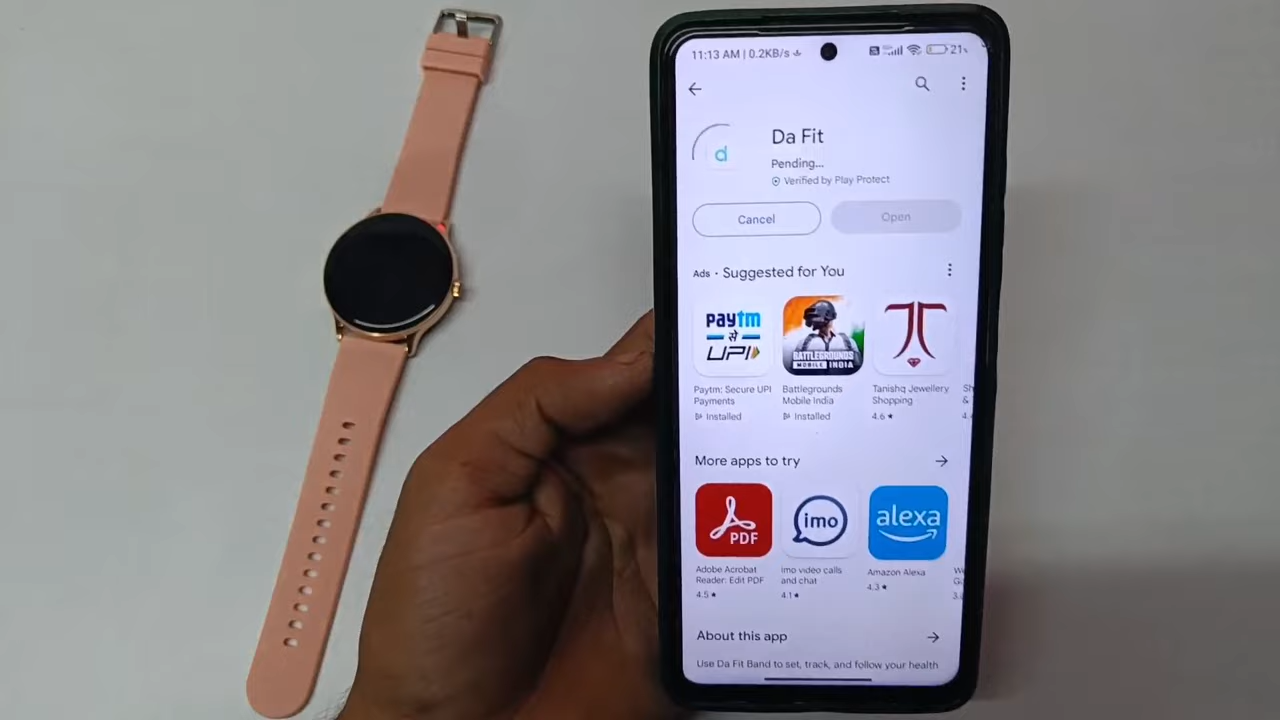 11:13 AM | 0.2KB/s
21%
d
Da Fit
Pending...
Verified by Play Protect
Cancel
Open
Ads · Suggested for You
paytm
से
UPI
BATTLEGROUNDS
MOBILE INDIA
Paytm: Secure UPI
Payments
Installed
Battlegrounds
Mobile India
Installed
Tanishq Jewellery
Shopping
4.6 ★
Sh
&
4.
More apps to try
PDF
imo
alexa
Adobe Acrobat
Reader: Edit PDF
4.5 ★
imo video calls
and chat
4.1 ★
Amazon Alexa
4.3 ★
3.
About this app
Use Da Fit Band to set, track, and follow your health